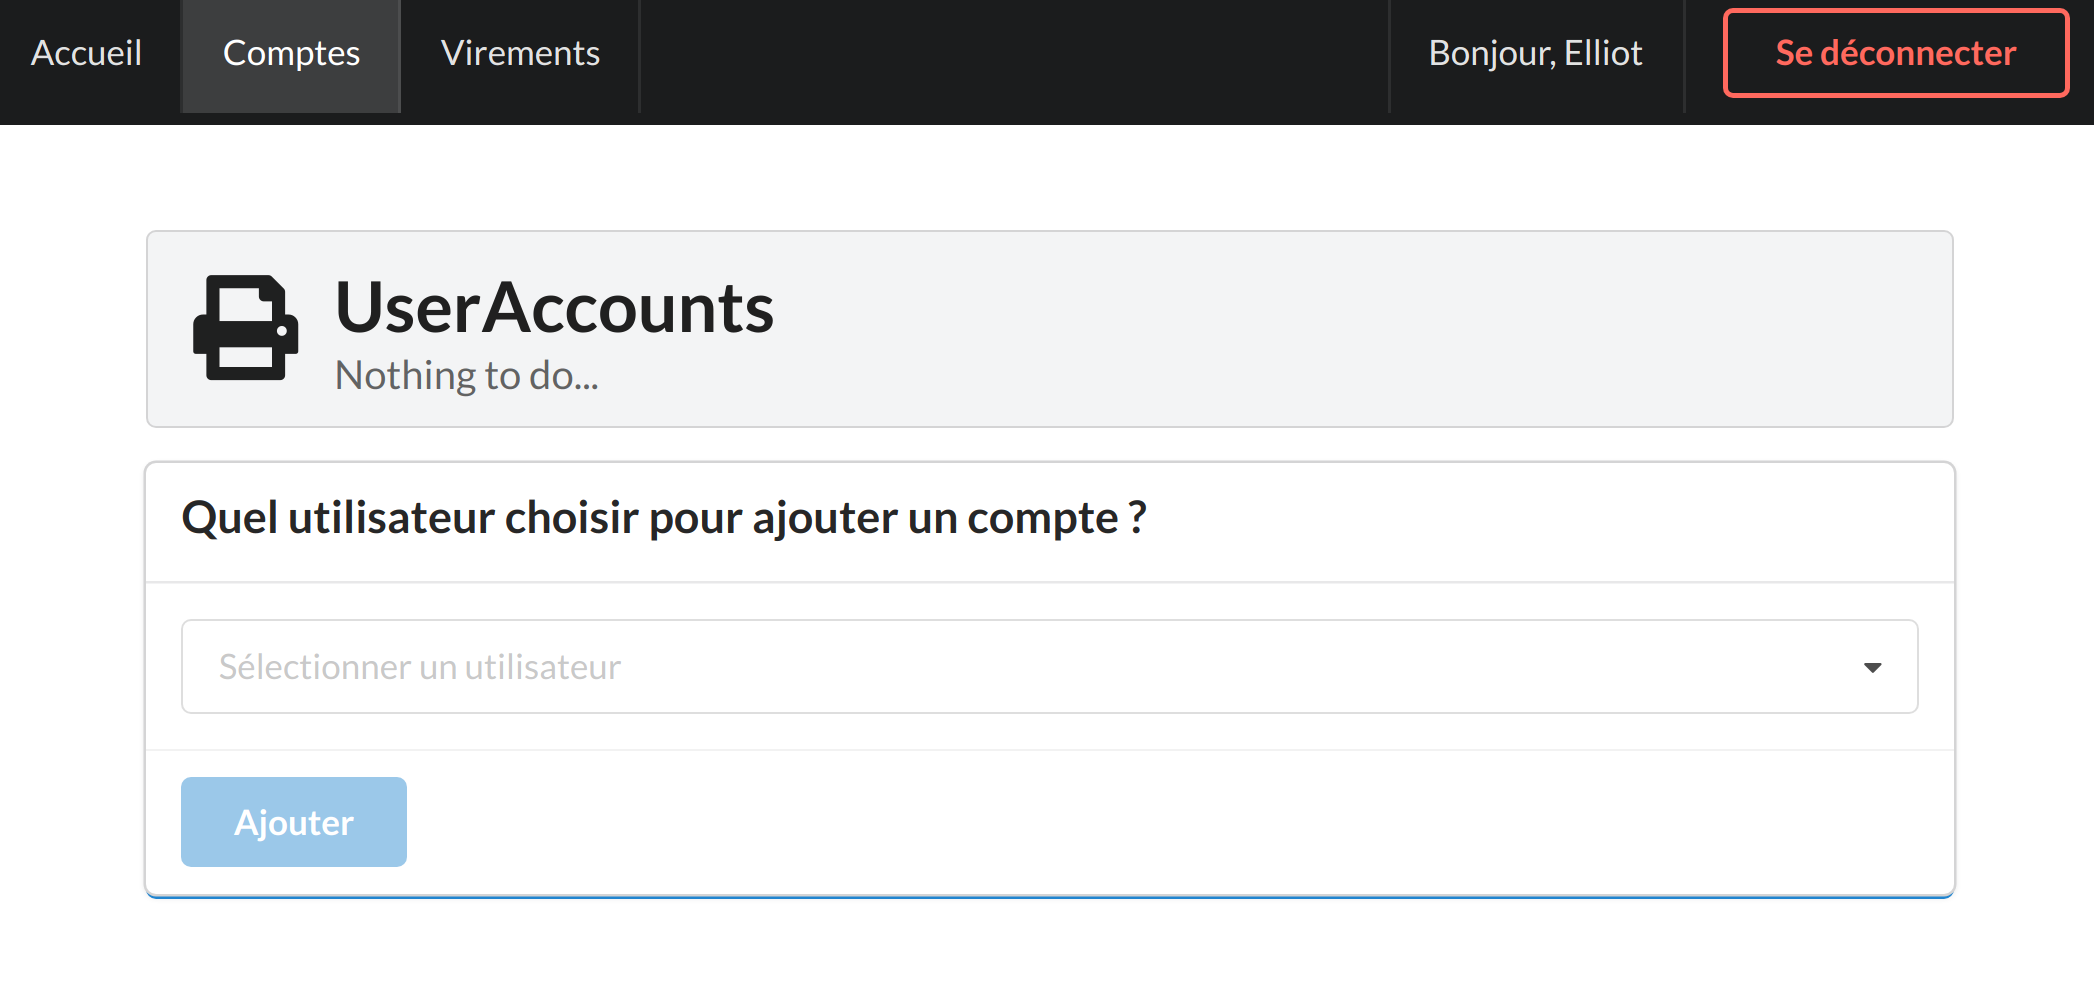 Accueil
Comptes
Virements
Bonjour, Elliot
Se déconnecter
UserAccounts
Nothing to do...
Quel utilisateur choisir pour ajouter un compte ?
Sélectionner un utilisateur
Ajouter